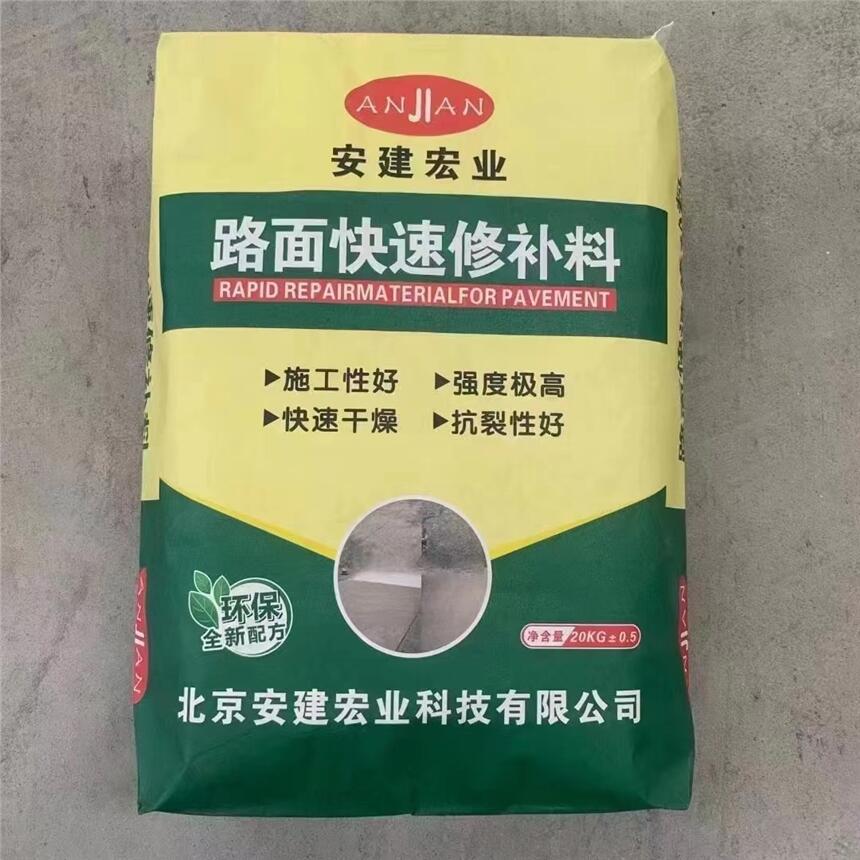 ANJIAN
安建宏业
路面快速修补料
RAPID REPAIRMATERIALFOR PAVEMENT
▶施工性好 ▶强度极高
▶快速干燥 ▶抗裂性好
环保
全新配方
净含量 20KG±0.5
北京安建宏业科技有限公司
ANJIAN